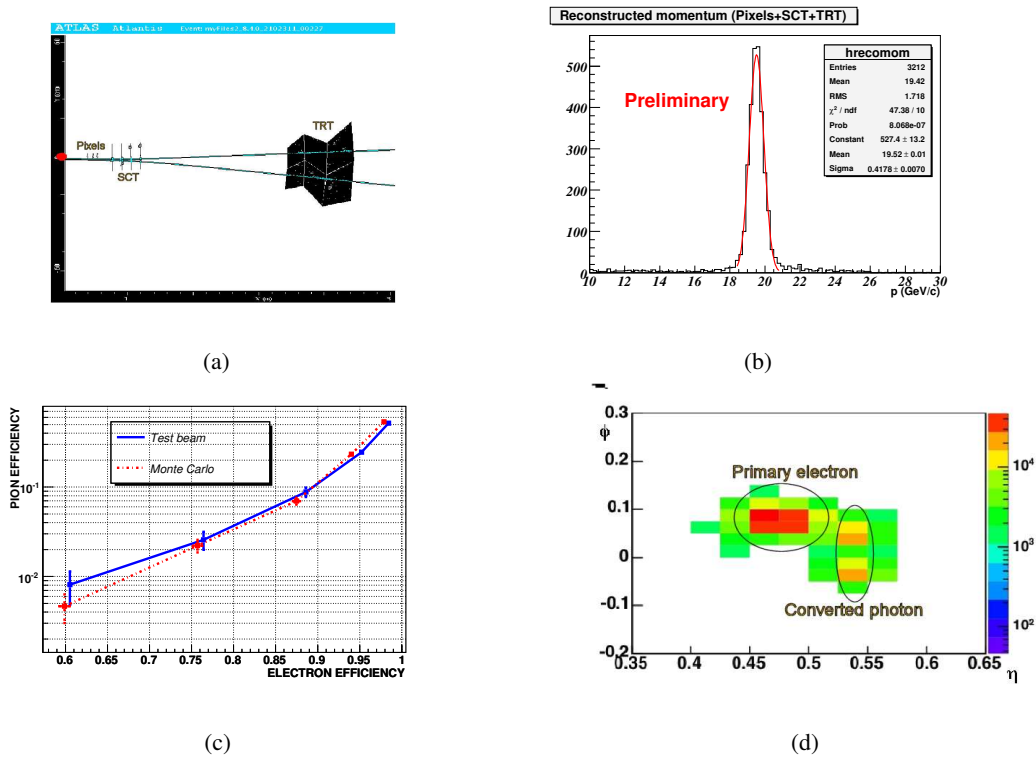 ATLAS Atlantis
Pixels
SCT
TRT
(a)
Reconstructed momentum (Pixels+SCT+TRT)
Preliminary
hrecomom
Entries 3212
Mean 19.42
RMS 1.718
χ² / ndf 47.38 / 10
Prob 8.068e-07
Constant 527.4 ± 13.2
Mean 19.52 ± 0.01
Sigma 0.4178 ± 0.0070
500
400
300
200
100
0
10 12 14 16 18 20 22 24 26 28 30
p (GeV/c)
(b)
PION EFFICIENCY
10⁻¹
10⁻²
Test beam
Monte Carlo
0.6 0.65 0.7 0.75 0.8 0.85 0.9 0.95 1
ELECTRON EFFICIENCY
(c)
ϕ
0.3
0.2
0.1
0
-0.1
-0.2
Primary electron
Converted photon
10⁴
10³
10²
0.35 0.4 0.45 0.5 0.55 0.6 0.65
η
(d)